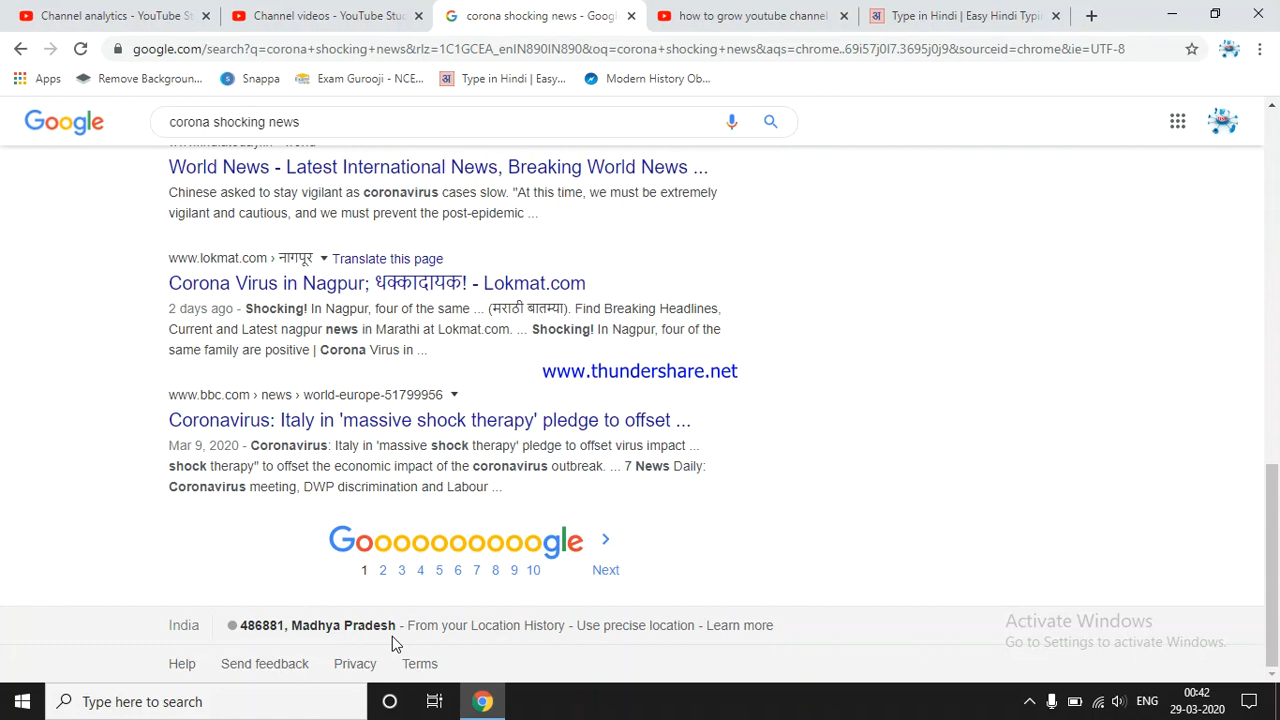 Channel analytics - YouTube St
Channel videos - YouTube Stud
corona shocking news - Googl
how to grow youtube channel
Type in Hindi | Easy Hindi Typin
google.com/search?q=corona+shocking+news&rlz=1C1GCEA_enIN890IN890&oq=corona+shocking+news&aqs=chrome..69i57j0l7.3695j0j9&sourceid=chrome&ie=UTF-8
Apps
Remove Backgroun...
Snappa
Exam Gurooji - NCE...
Type in Hindi | Easy...
Modern History Ob...
Google
corona shocking news
World News - Latest International News, Breaking World News ...
Chinese asked to stay vigilant as coronavirus cases slow. "At this time, we must be extremely
vigilant and cautious, and we must prevent the post-epidemic ...
www.lokmat.com › नागपूर Translate this page
Corona Virus in Nagpur; धक्कादायक! - Lokmat.com
2 days ago - Shocking! In Nagpur, four of the same ... (मराठी बातम्या). Find Breaking Headlines,
Current and Latest nagpur news in Marathi at Lokmat.com. ... Shocking! In Nagpur, four of the
same family are positive | Corona Virus in ...
www.thundershare.net
www.bbc.com › news › world-europe-51799956
Coronavirus: Italy in 'massive shock therapy' pledge to offset ...
Mar 9, 2020 - Coronavirus: Italy in 'massive shock therapy' pledge to offset virus impact ...
shock therapy" to offset the economic impact of the coronavirus outbreak. ... 7 News Daily:
Coronavirus meeting, DWP discrimination and Labour ...
Goooooooooogle
1 2 3 4 5 6 7 8 9 10 Next
India 486881, Madhya Pradesh - From your Location History - Use precise location - Learn more
Activate Windows
Go to Settings to activate Windows.
Help Send feedback Privacy Terms
Type here to search
ENG
00:42
29-03-2020